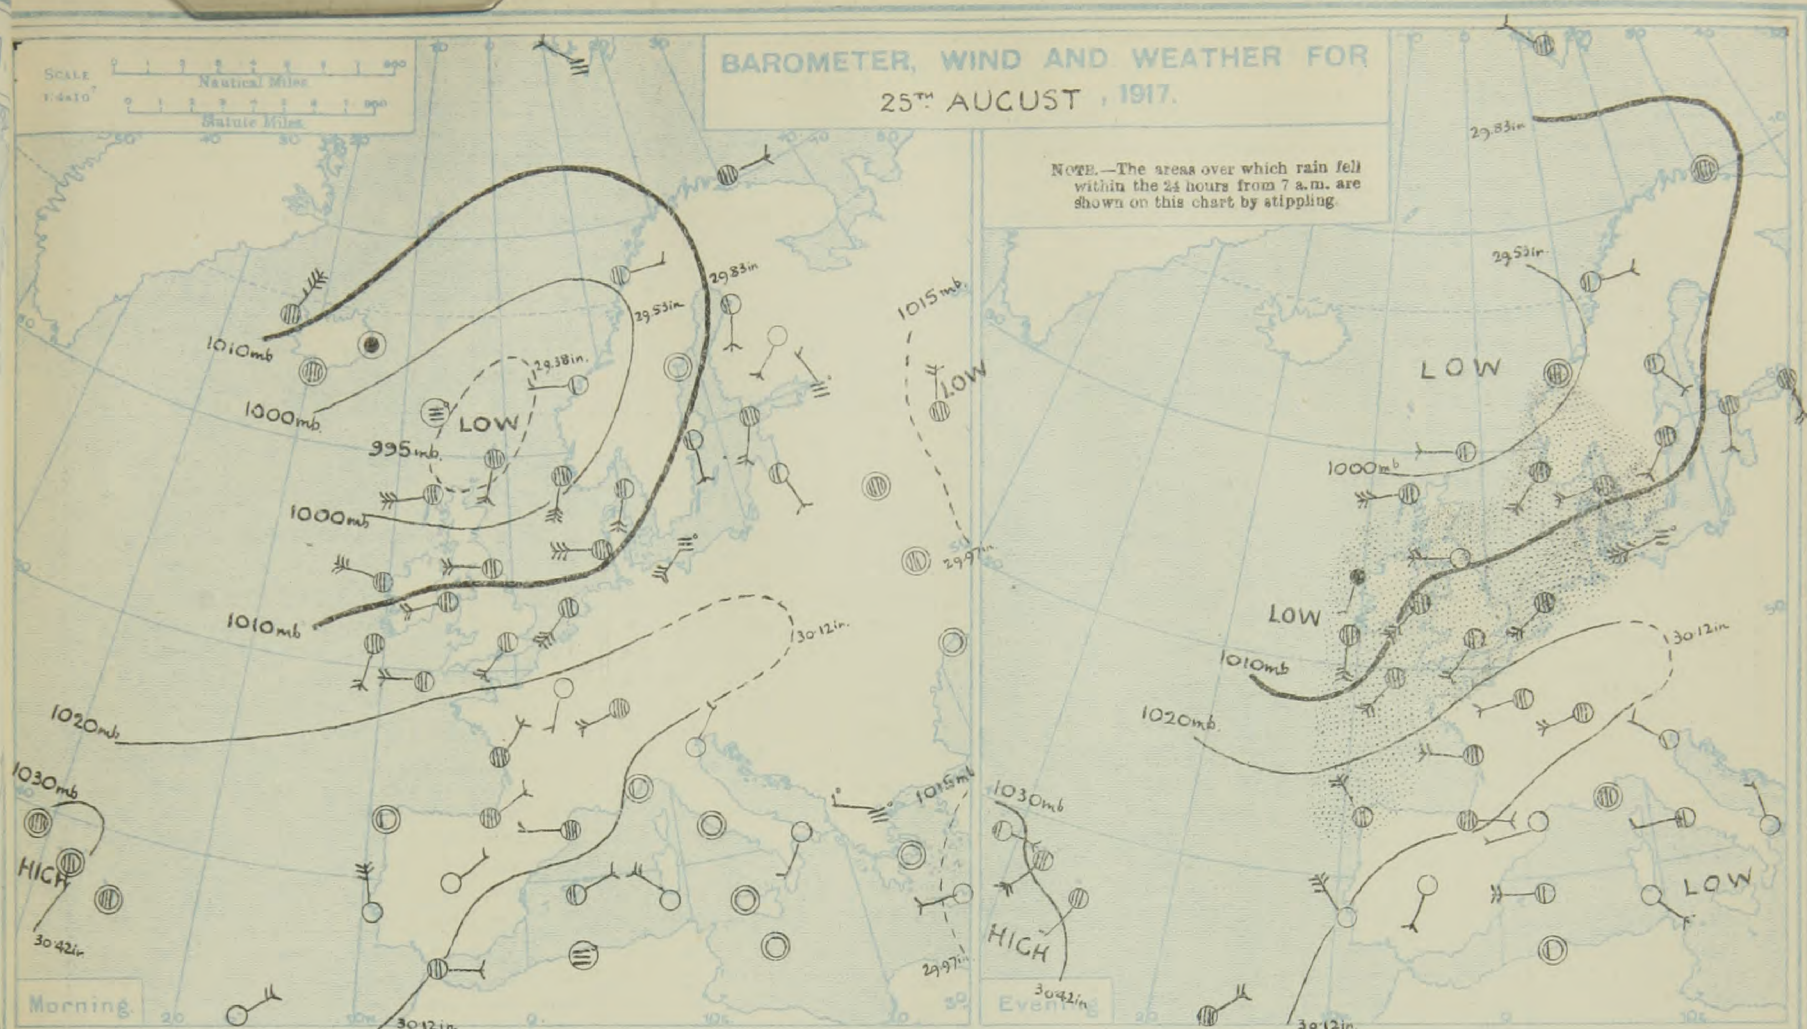 SCALE
1:4x10⁷
Nautical Miles
Statute Miles
BAROMETER, WIND AND WEATHER FOR
25TH AUGUST, 1917.
NOTE.—The areas over which rain fell
within the 24 hours from 7 a.m. are
shown on this chart by stippling.
29.83in
29.53in
29.38in.
1010mb
1000mb.
LOW
995mb.
1000mb
1010mb
1015mb.
LOW
29.97in
30.12in.
1020mb
1030mb
HIGH
30.42in
1015mb
29.97in
30.12in
Morning.
29.83in
29.53in.
LOW
1000mb
LOW
1010mb
30.12in
1020mb.
1030mb
HIGH
30.42in
LOW
30.12in
Evening